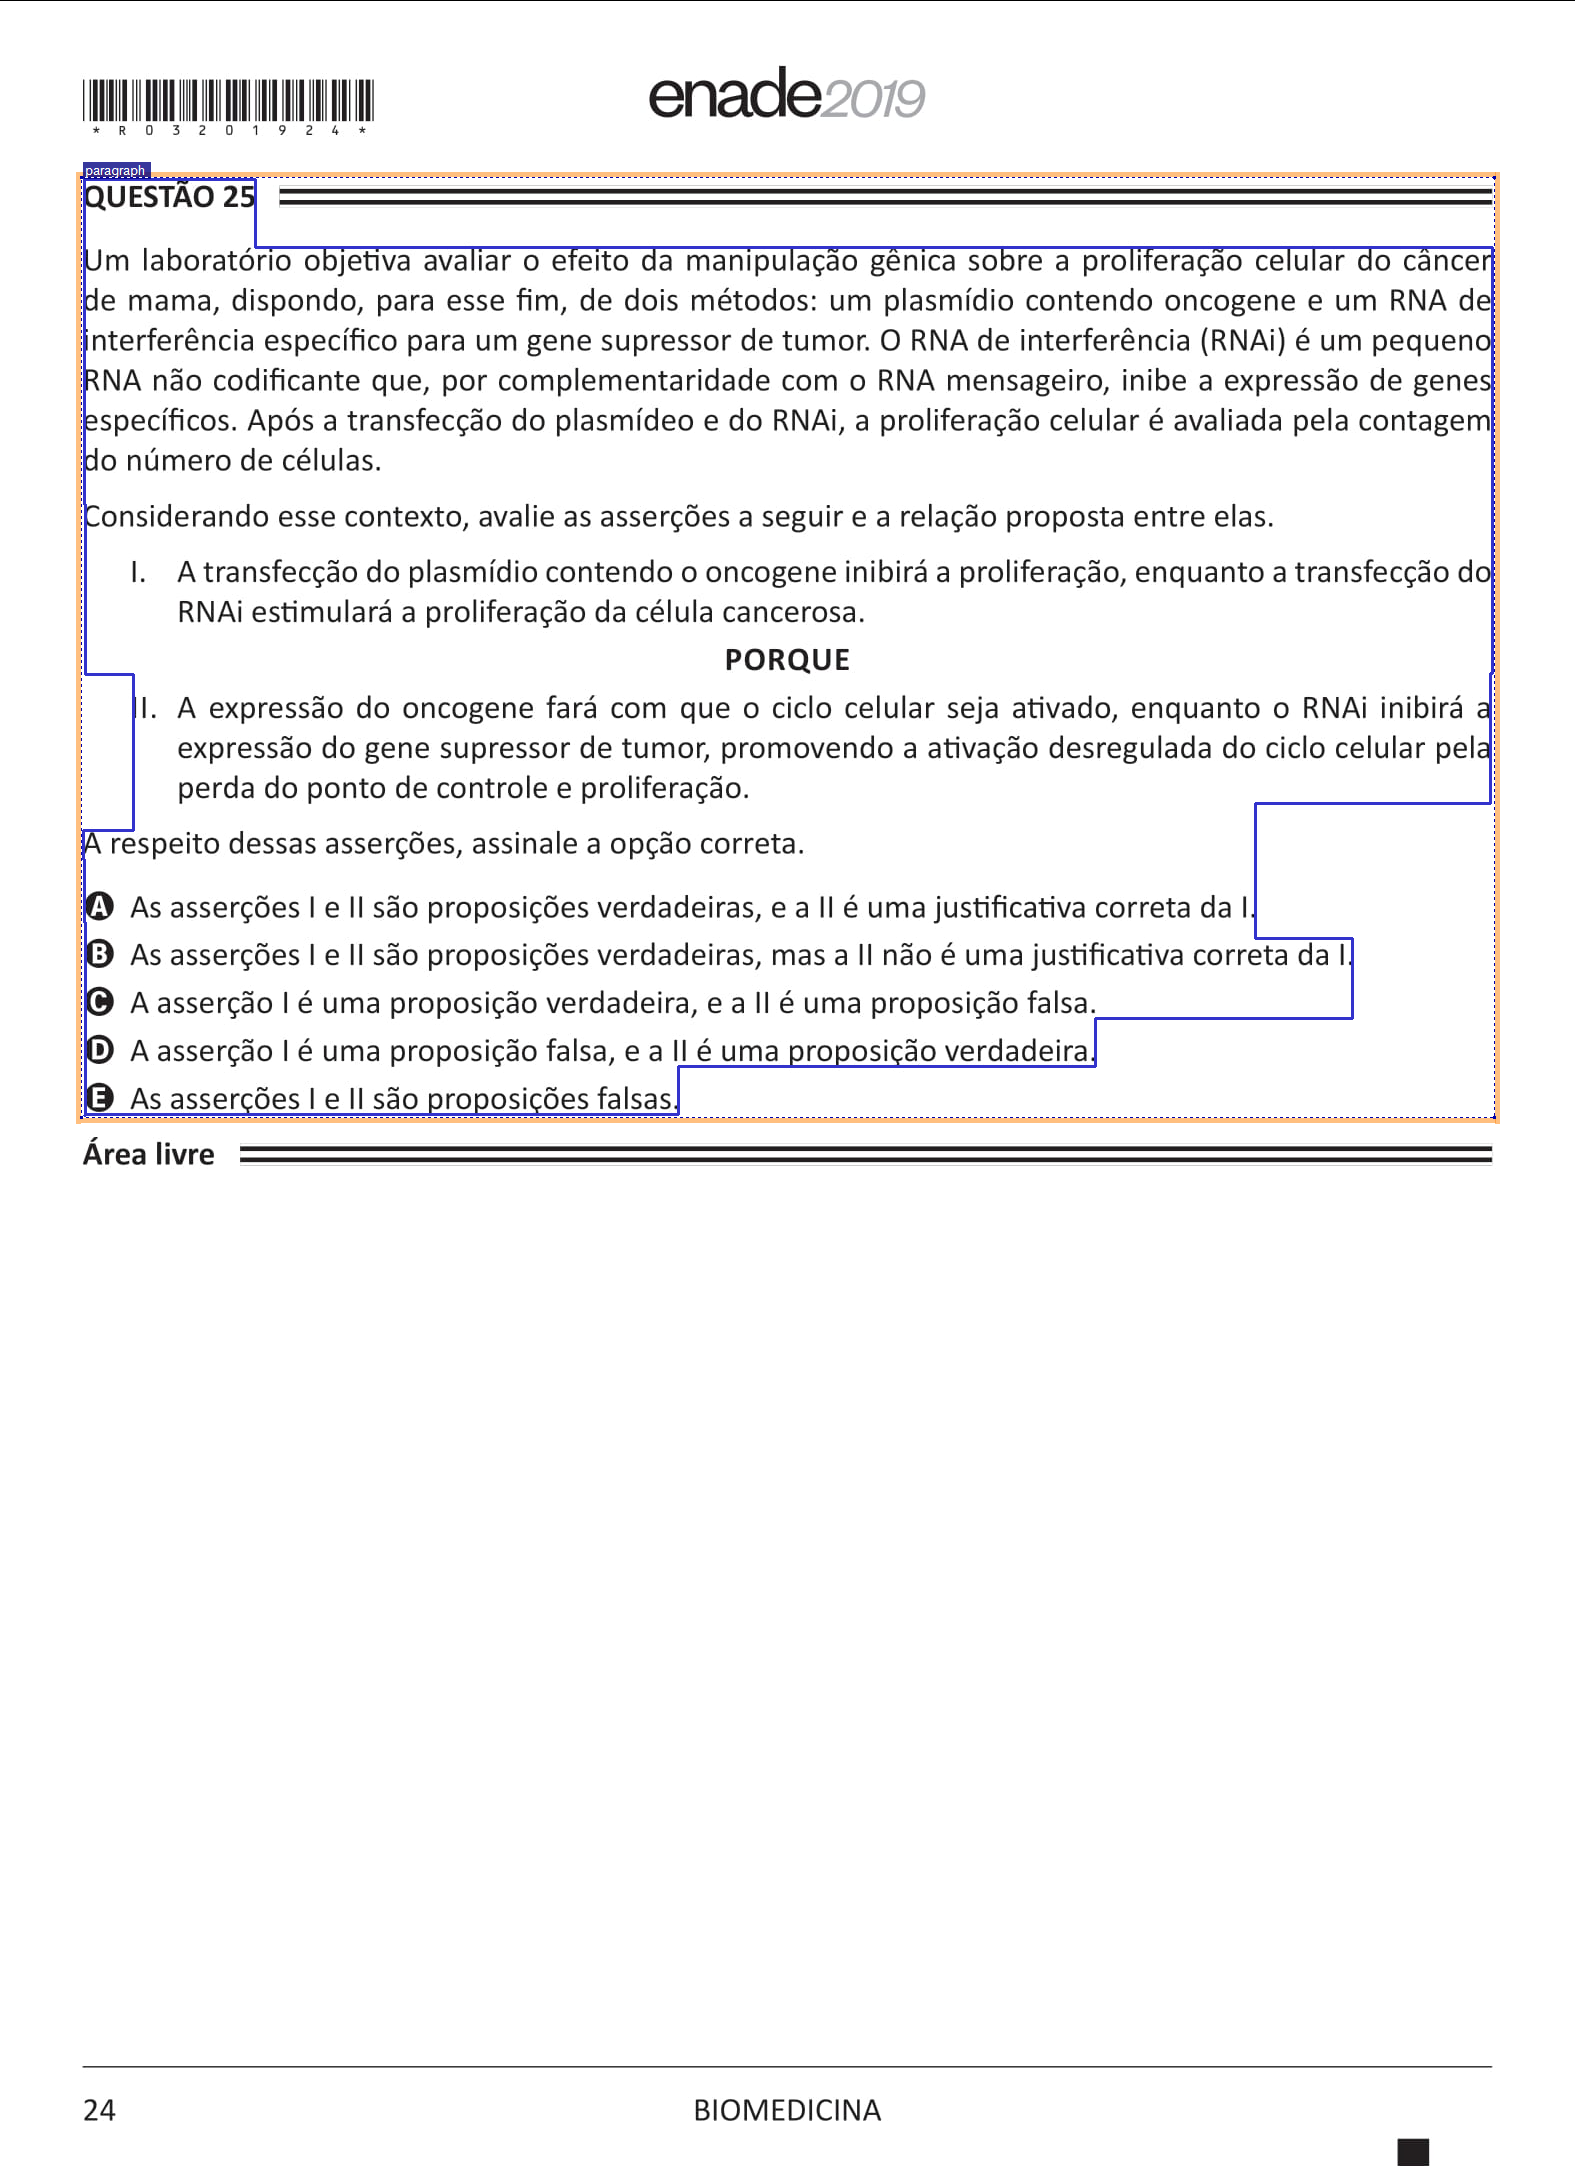 *R03201924*
enade2019
paragraph
QUESTÃO 25
Um laboratório objetiva avaliar o efeito da manipulação gênica sobre a proliferação celular do câncer
de mama, dispondo, para esse fim, de dois métodos: um plasmídio contendo oncogene e um RNA de
interferência específico para um gene supressor de tumor. O RNA de interferência (RNAi) é um pequeno
RNA não codificante que, por complementaridade com o RNA mensageiro, inibe a expressão de genes
específicos. Após a transfecção do plasmídeo e do RNAi, a proliferação celular é avaliada pela contagem
do número de células.
Considerando esse contexto, avalie as asserções a seguir e a relação proposta entre elas.
I. A transfecção do plasmídio contendo o oncogene inibirá a proliferação, enquanto a transfecção do
RNAi estimulará a proliferação da célula cancerosa.
PORQUE
II. A expressão do oncogene fará com que o ciclo celular seja ativado, enquanto o RNAi inibirá a
expressão do gene supressor de tumor, promovendo a ativação desregulada do ciclo celular pela
perda do ponto de controle e proliferação.
A respeito dessas asserções, assinale a opção correta.
A As asserções I e II são proposições verdadeiras, e a II é uma justificativa correta da I.
B As asserções I e II são proposições verdadeiras, mas a II não é uma justificativa correta da I.
C A asserção I é uma proposição verdadeira, e a II é uma proposição falsa.
D A asserção I é uma proposição falsa, e a II é uma proposição verdadeira.
E As asserções I e II são proposições falsas.
Área livre
24
BIOMEDICINA